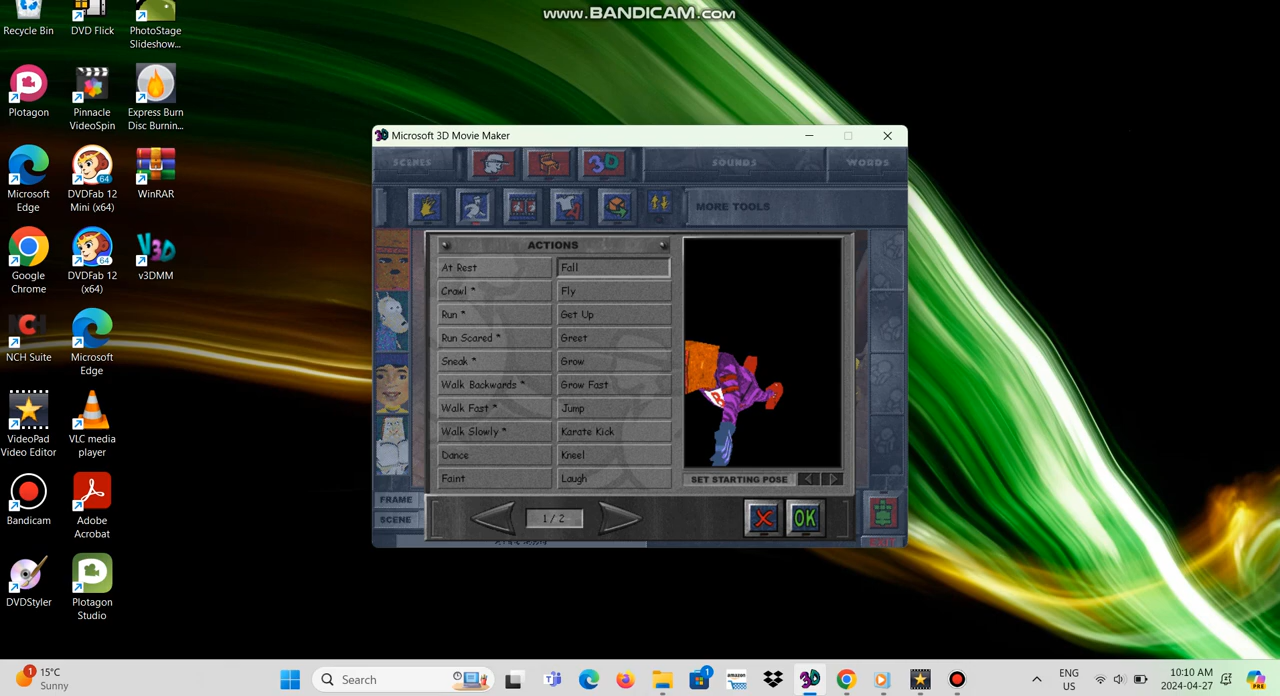 www.BANDICAM.com
Recycle Bin
DVD Flick
PhotoStage
Slideshow...
Plotagon
Pinnacle
VideoSpin
Express Burn
Disc Burnin...
Microsoft
Edge
DVDFab 12
Mini (x64)
WinRAR
Google
Chrome
DVDFab 12
(x64)
v3DMM
NCH Suite
Microsoft
Edge
VideoPad
Video Editor
VLC media
player
Bandicam
Adobe
Acrobat
DVDStyler
Plotagon
Studio
Microsoft 3D Movie Maker
SCENES
SOUNDS
WORDS
MORE TOOLS
ACTIONS
At Rest
Fall
Crawl *
Fly
Run *
Get Up
Run Scared *
Greet
Sneak *
Grow
Walk Backwards *
Grow Fast
Walk Fast *
Jump
Walk Slowly *
Karate Kick
Dance
Kneel
Faint
Laugh
SET STARTING POSE
FRAME
SCENE
1 / 2
OK
1
15°C
Sunny
Search
1
amazon
ENG
US
10:10 AM
2024-04-27
PRE